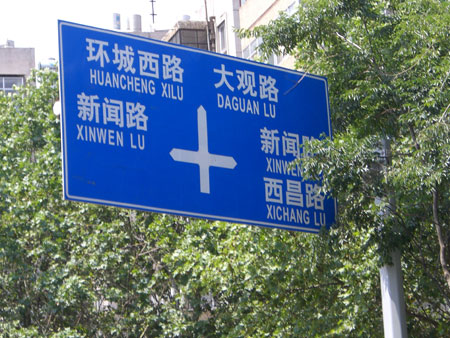 环城西路
HUANCHENG XILU
大观路
DAGUAN LU
新闻路
XINWEN LU
新闻
XINWEN
西昌路
XICHANG LU